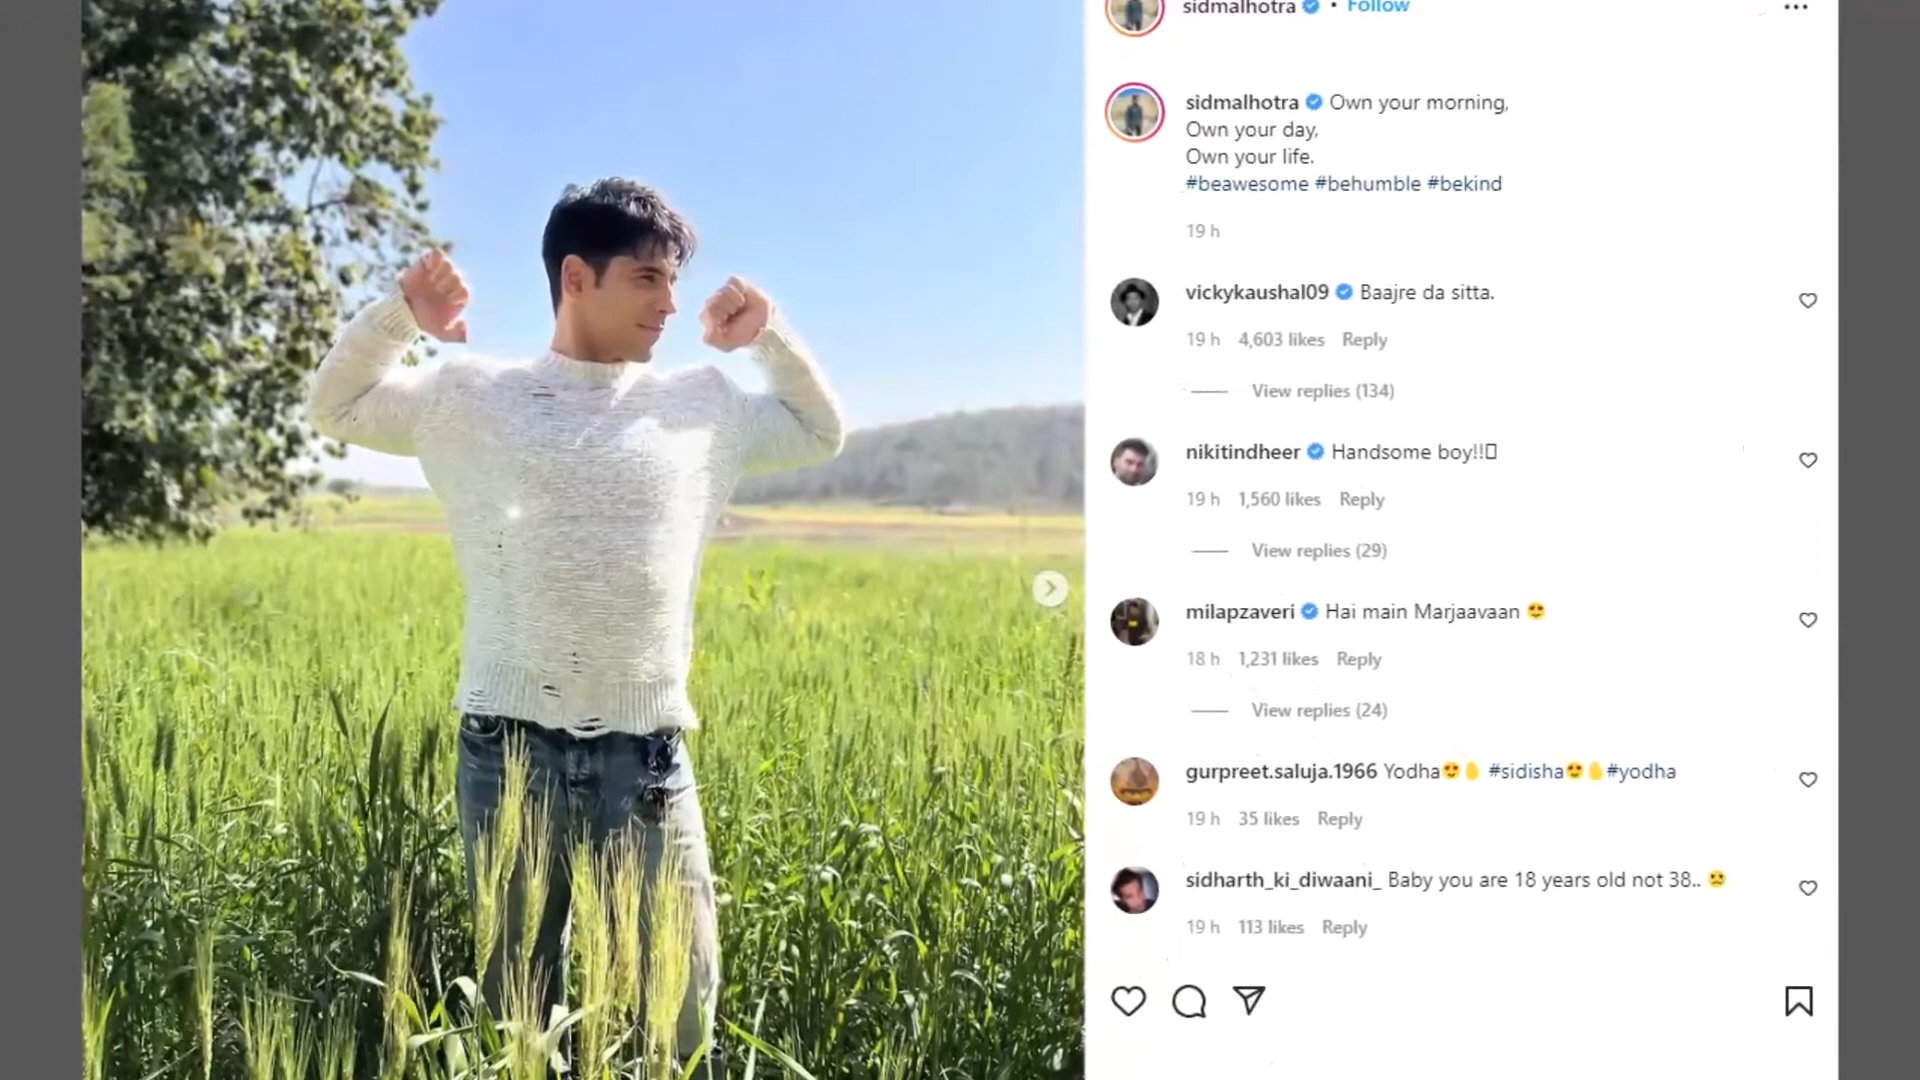 sidmalhotra • Follow
sidmalhotra Own your morning,
Own your day,
Own your life.
#beawesome #behumble #bekind
19 h
vickykaushal09 Baajre da sitta.
19 h 4,603 likes Reply
View replies (134)
nikitindheer Handsome boy!!
19 h 1,560 likes Reply
View replies (29)
milapzaveri Hai main Marjaavaan 😍
18 h 1,231 likes Reply
View replies (24)
gurpreet.saluja.1966 Yodha😍✋ #sidisha😍✋#yodha
19 h 35 likes Reply
sidharth_ki_diwaani_ Baby you are 18 years old not 38.. 😢
19 h 113 likes Reply